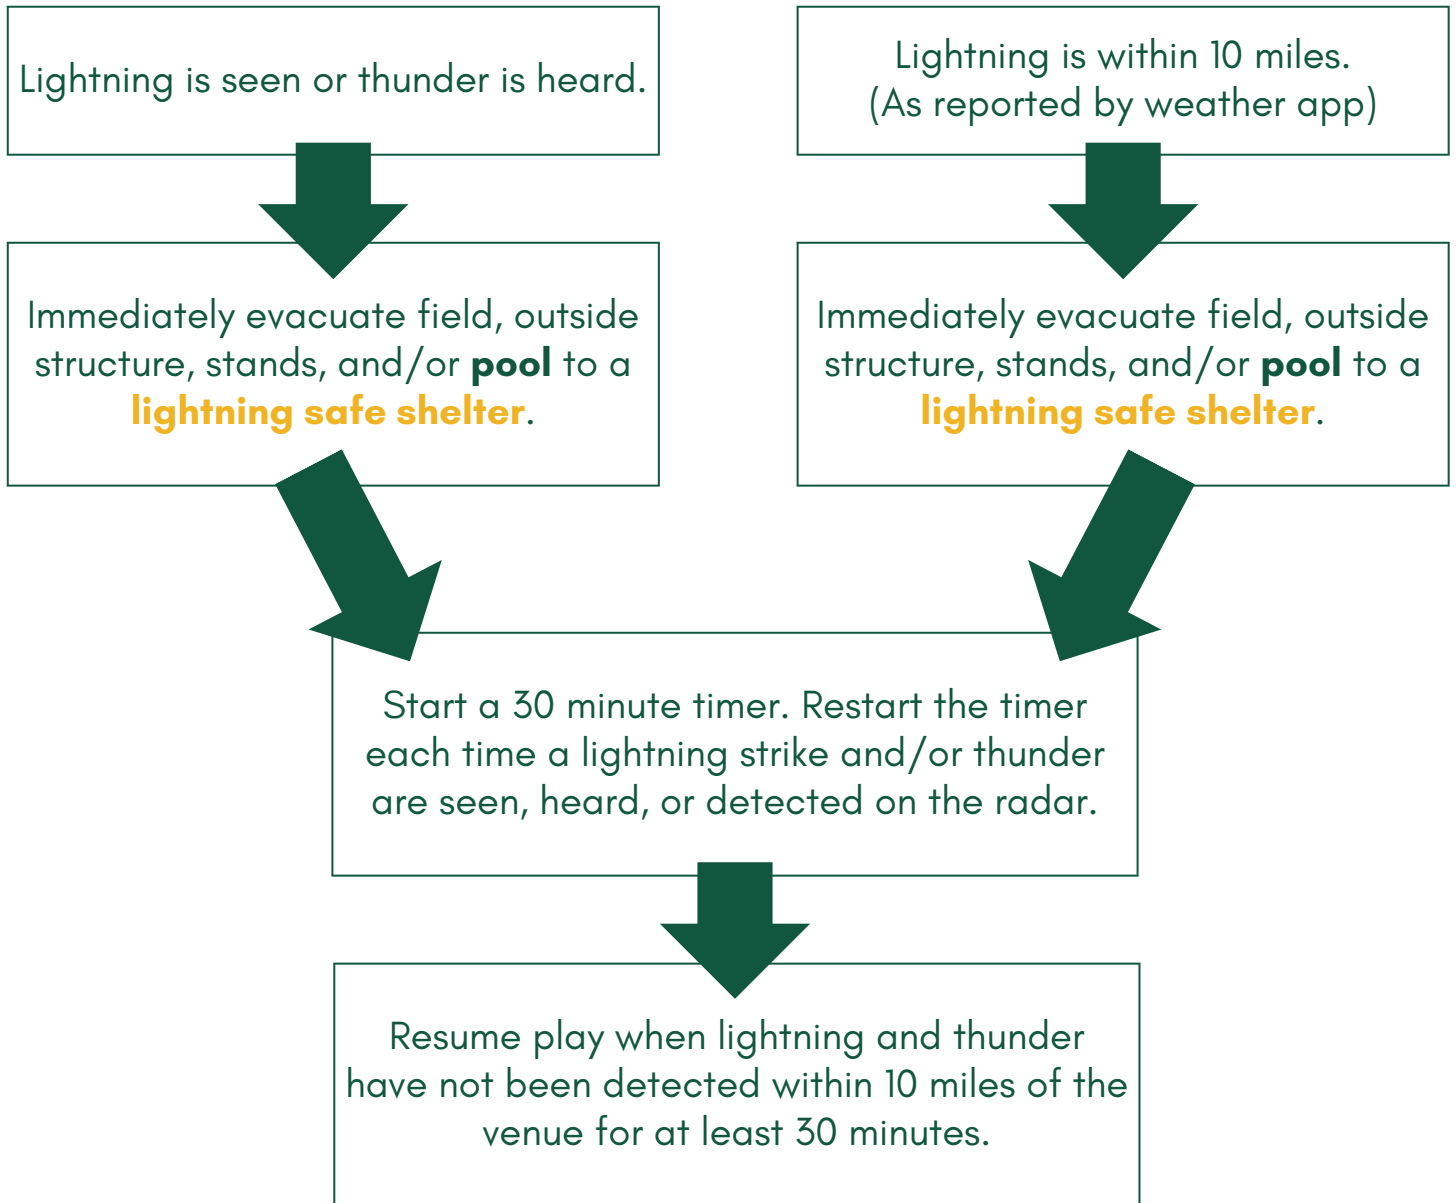 Lightning is seen or thunder is heard.
Lightning is within 10 miles.
(As reported by weather app)
Immediately evacuate field, outside
structure, stands, and/or pool to a
lightning safe shelter.
Immediately evacuate field, outside
structure, stands, and/or pool to a
lightning safe shelter.
Start a 30 minute timer. Restart the timer
each time a lightning strike and/or thunder
are seen, heard, or detected on the radar.
Resume play when lightning and thunder
have not been detected within 10 miles of the
venue for at least 30 minutes.